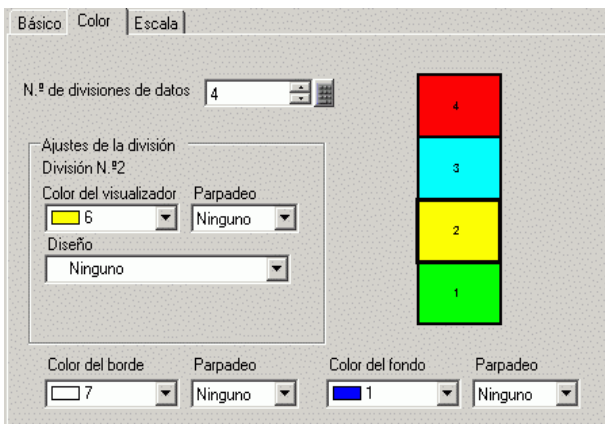 Básico Color Escala
N.º de divisiones de datos 4
Ajustes de la división
División N.º2
Color del visualizador Parpadeo
6 Ninguno
Diseño
Ninguno
4
3
2
1
Color del borde Parpadeo Color del fondo Parpadeo
7 Ninguno 1 Ninguno